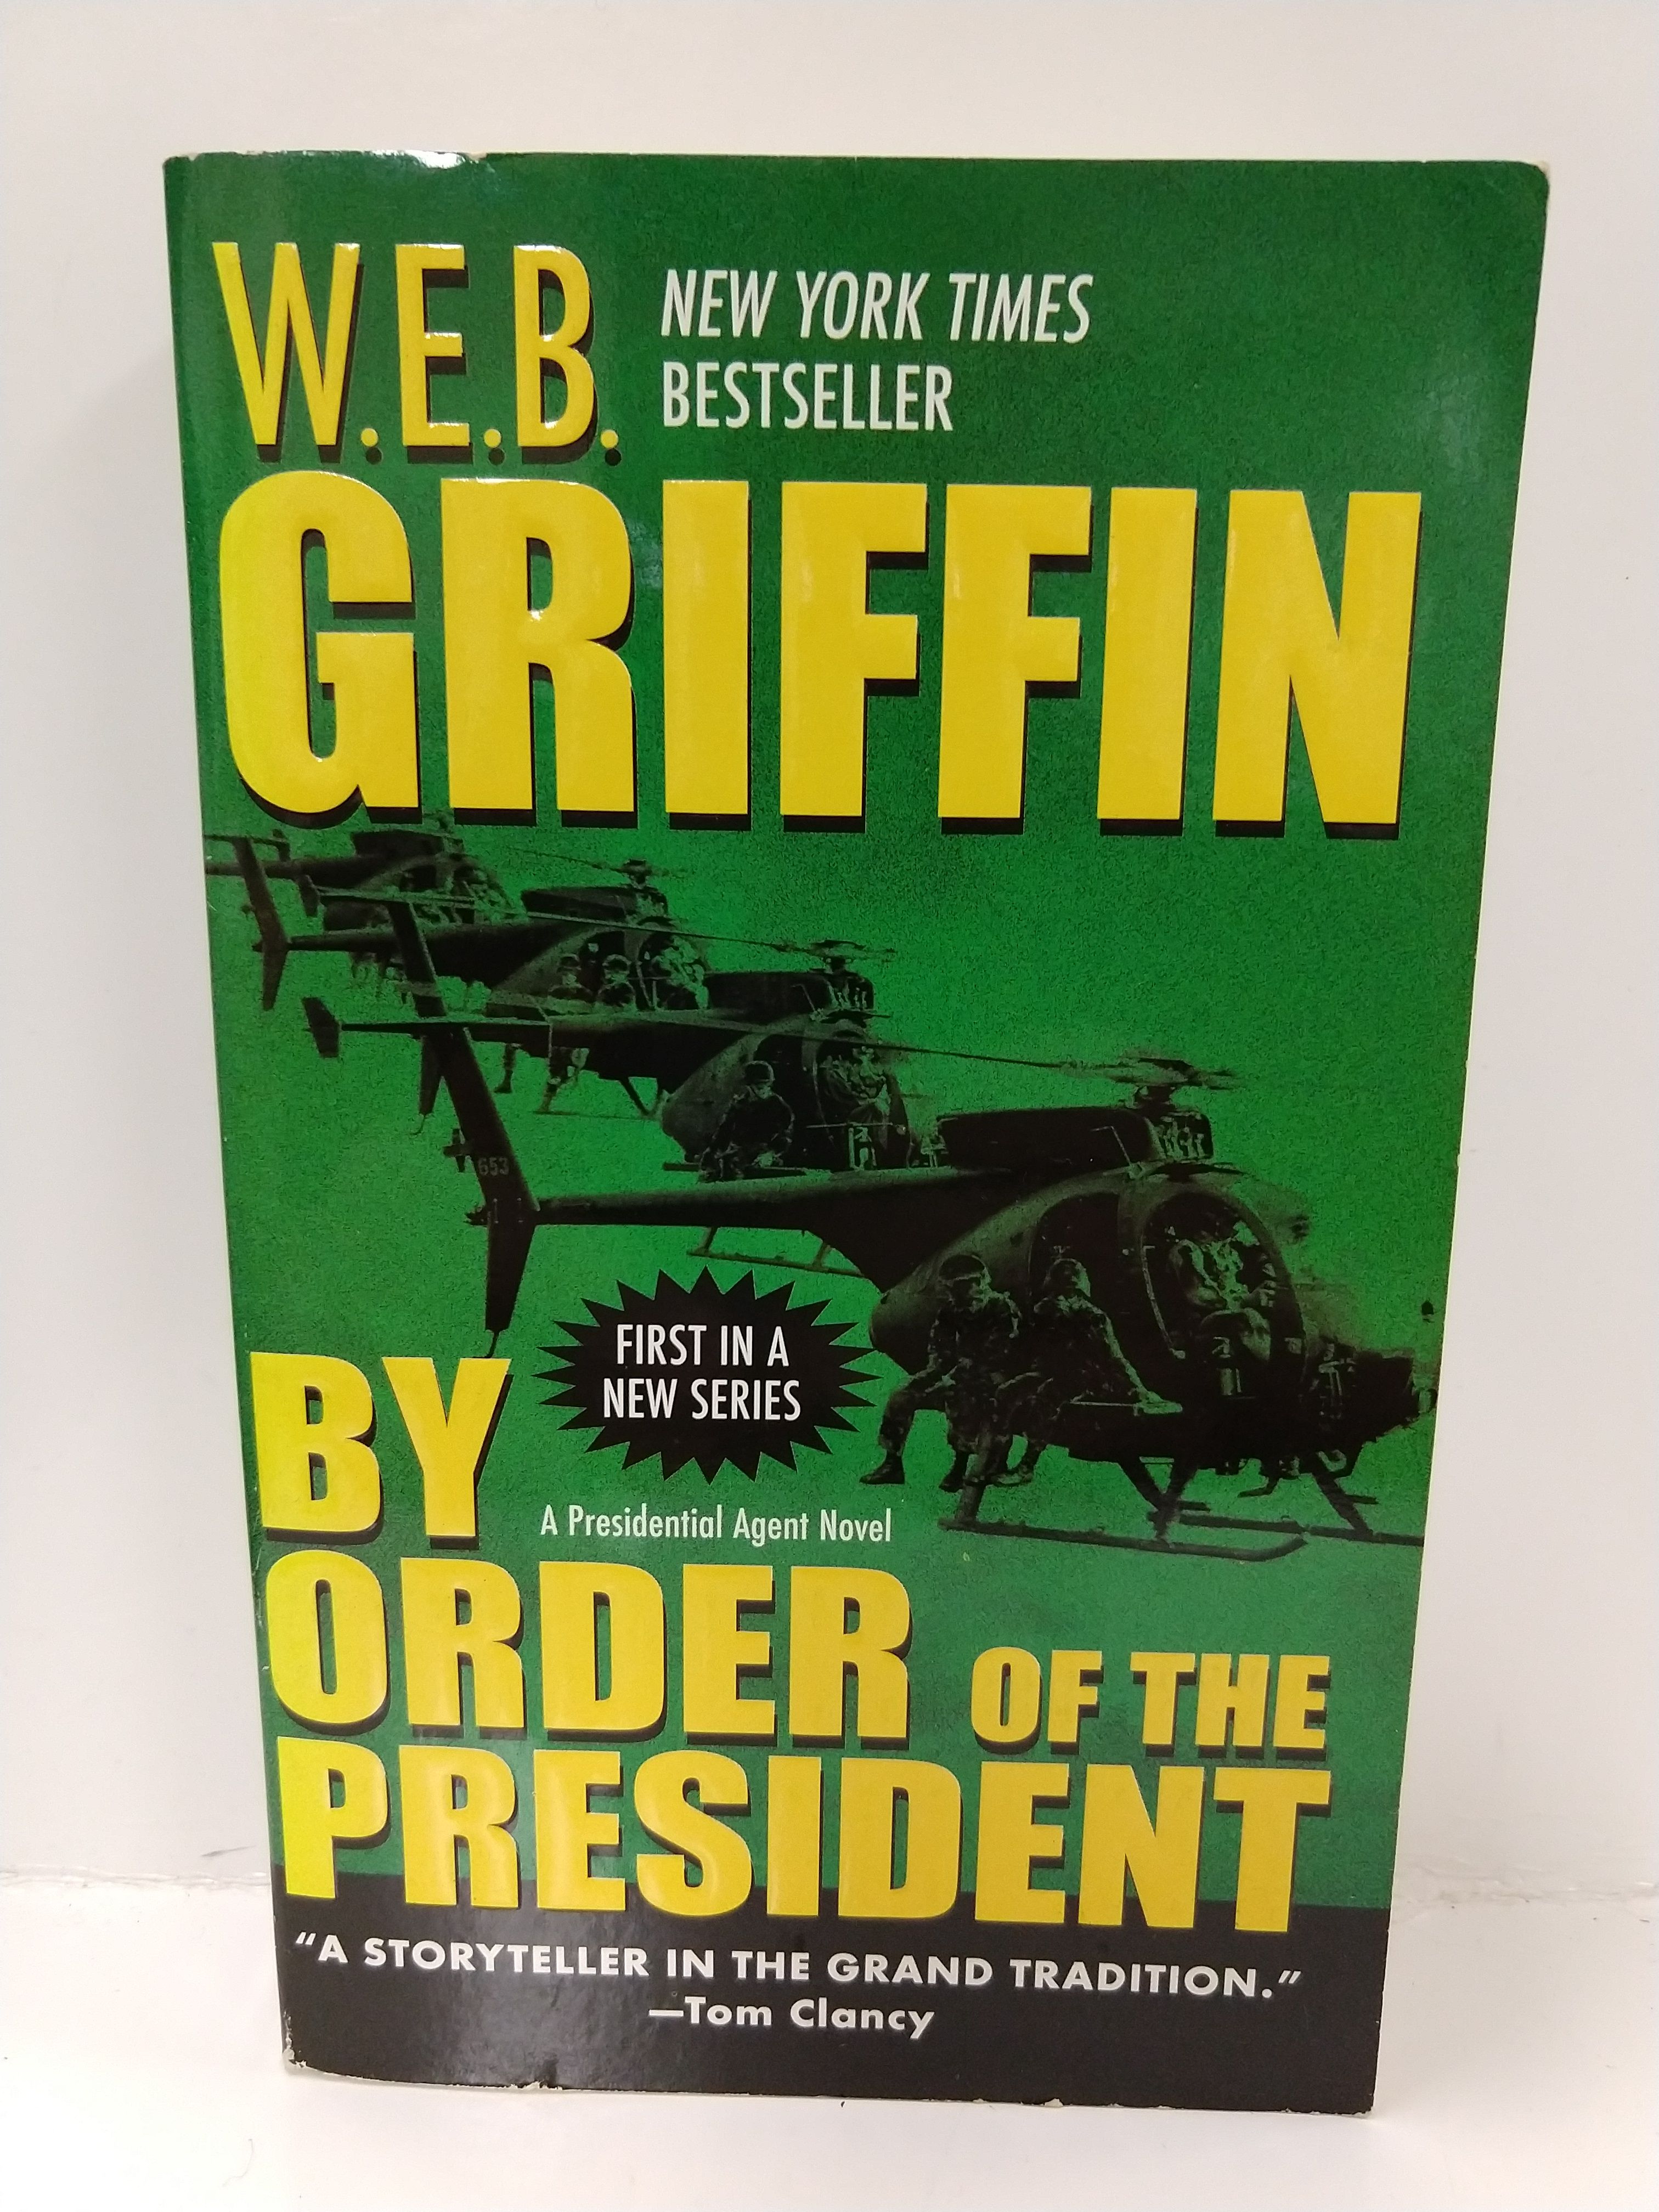 W.E.B.
NEW YORK TIMES
BESTSELLER
GRIFFIN
653
FIRST IN A
NEW SERIES
BY
A Presidential Agent Novel
ORDER OF THE
PRESIDENT
“A STORYTELLER IN THE GRAND TRADITION.”
—Tom Clancy